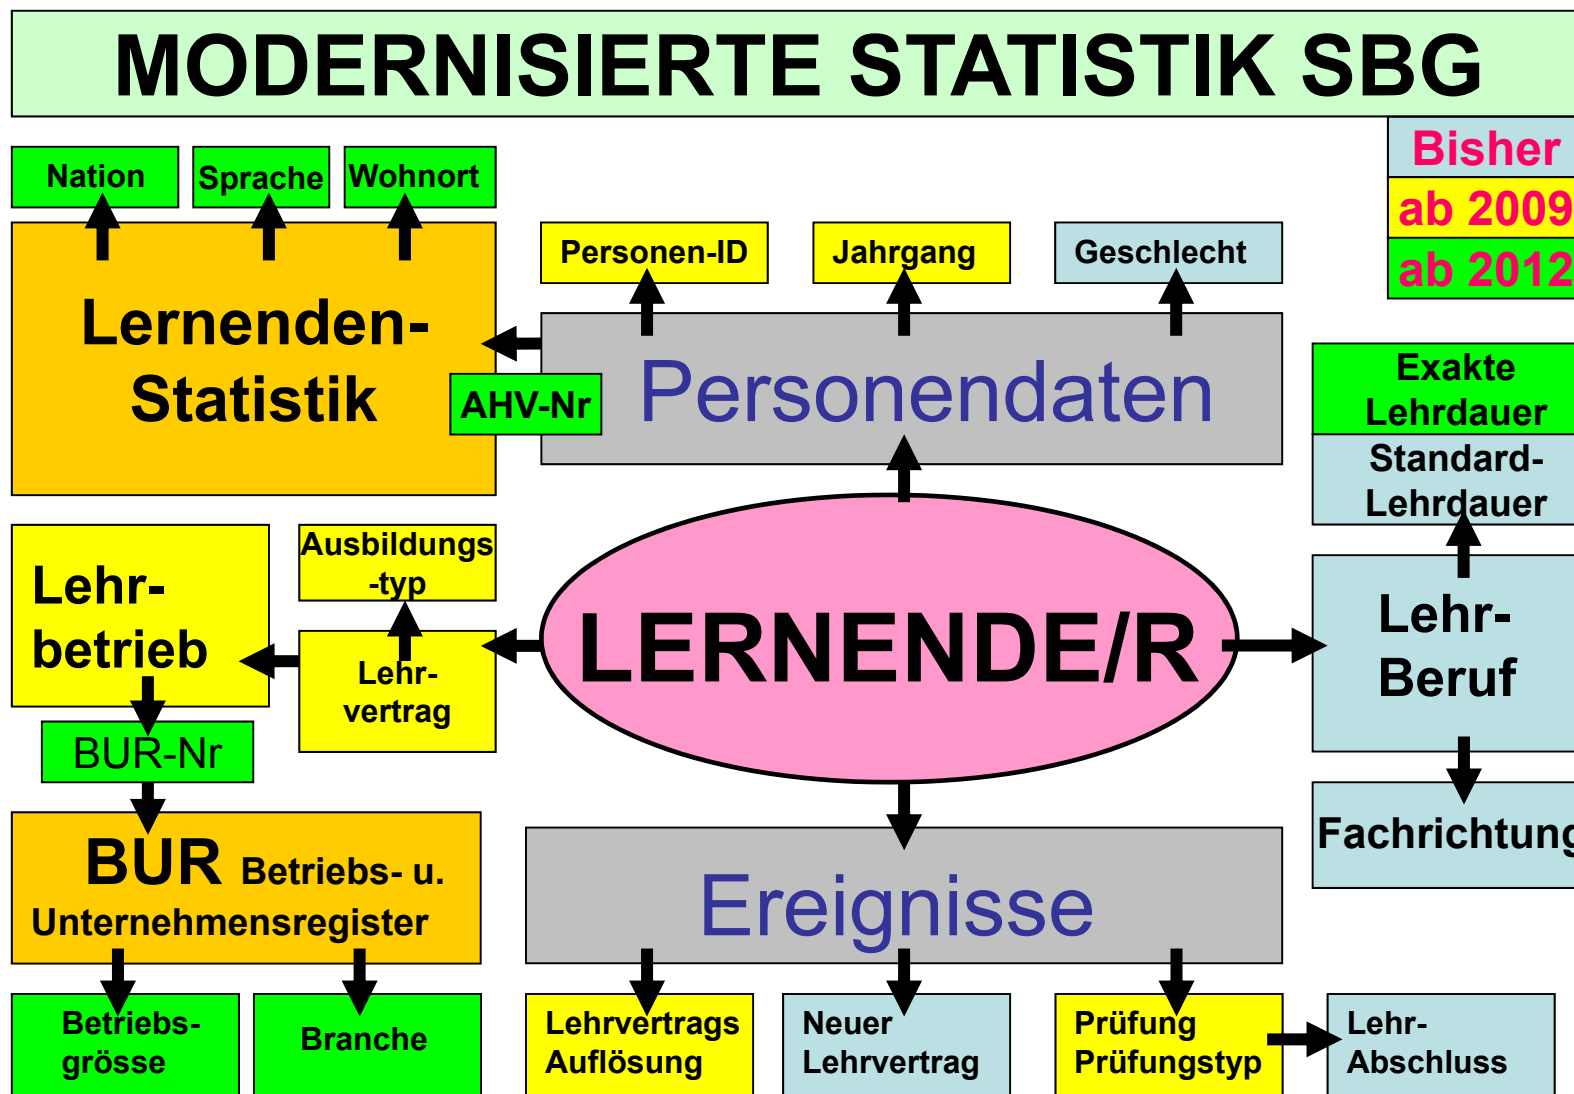 MODERNISIERTE STATISTIK SBG
Bisher
ab 2009
ab 2012
Nation
Sprache
Wohnort
Personen-ID
Jahrgang
Geschlecht
Lernenden-
Statistik
AHV-Nr
Personendaten
Exakte
Lehrdauer
Standard-
Lehrdauer
Lehr-
betrieb
Ausbildungs
-typ
Lehr-
vertrag
LERNENDE/R
Lehr-
Beruf
BUR-Nr
BUR Betriebs- u.
Unternehmensregister
Ereignisse
Fachrichtung
Betriebs-
grösse
Branche
Lehrvertrags
Auflösung
Neuer
Lehrvertrag
Prüfung
Prüfungstyp
Lehr-
Abschluss